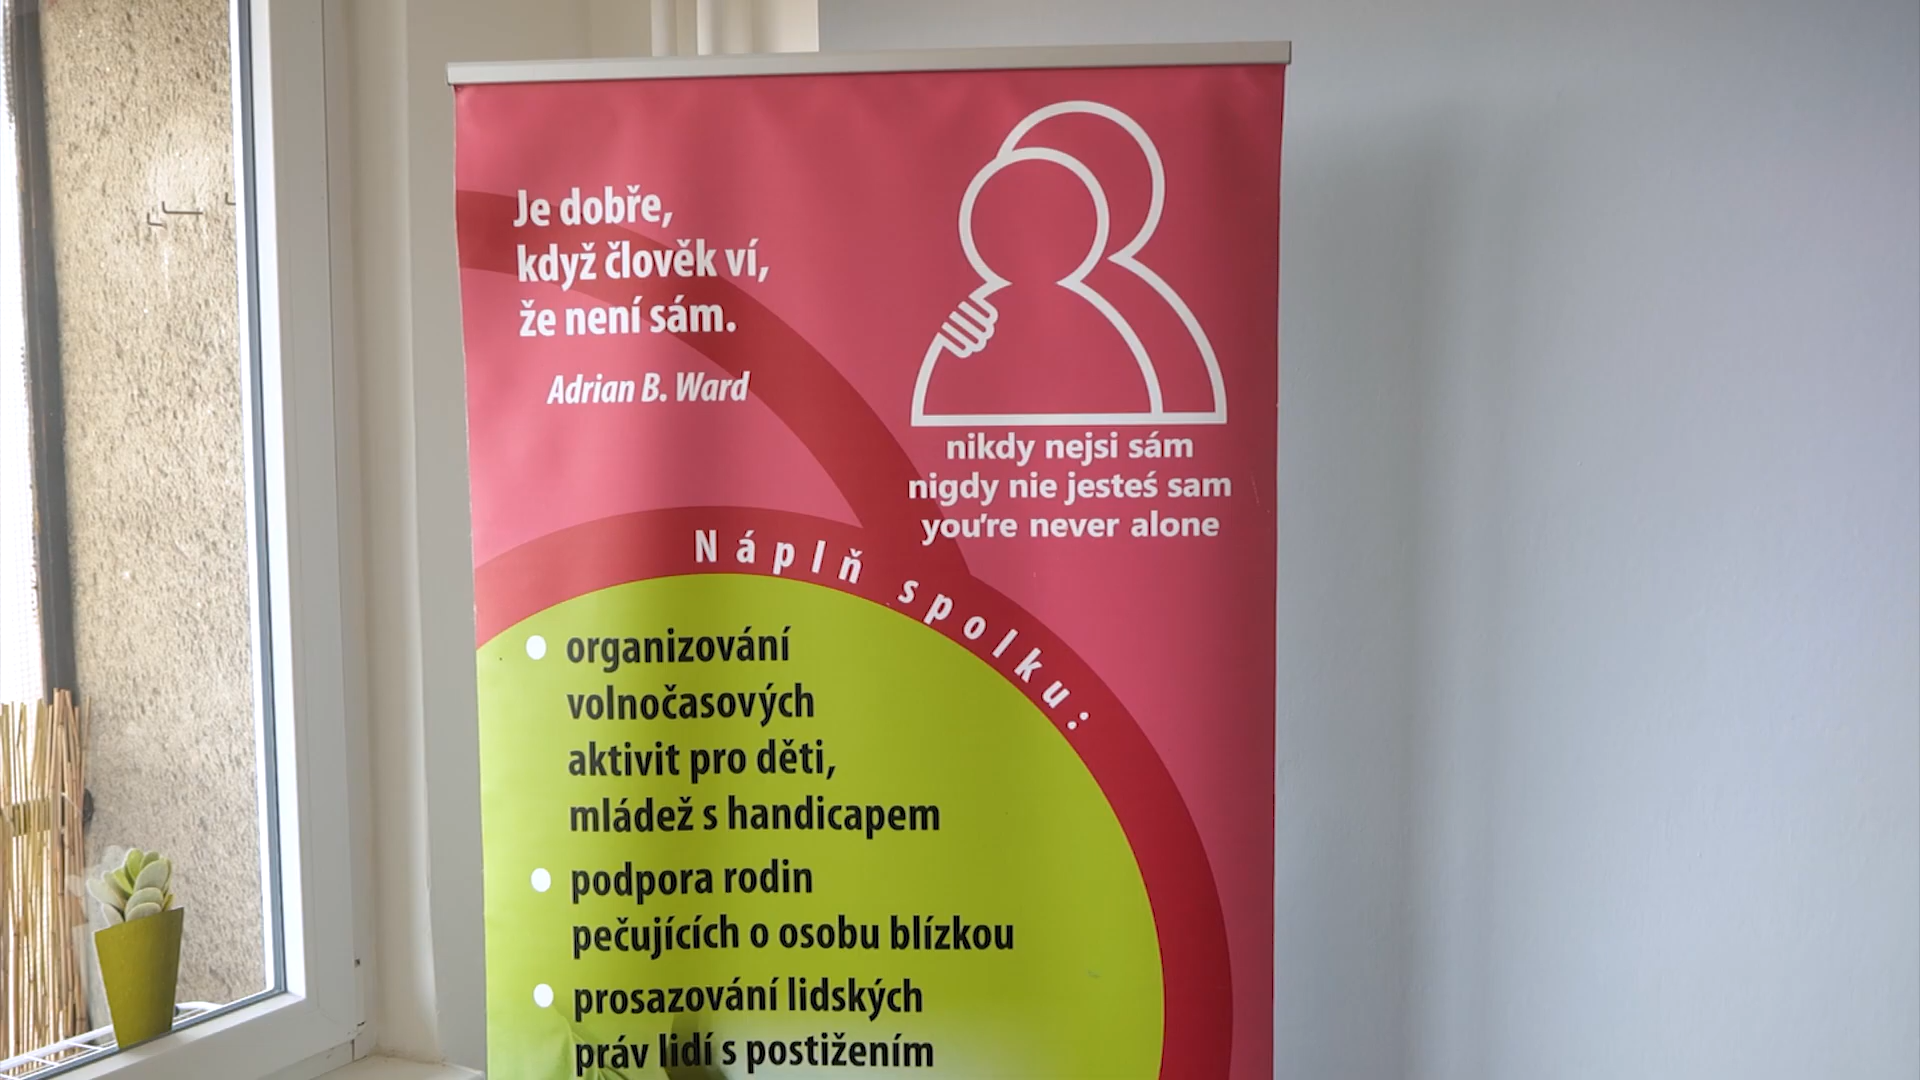 Je dobře,
když člověk ví,
že není sám.
Adrian B. Ward
nikdy nejsi sám
nigdy nie jesteś sam
you're never alone
Náplň spolku:
organizování
volnočasových
aktivit pro děti,
mládež s handicapem
podpora rodin
pečujících o osobu blízkou
prosazování lidských
práv lidí s postižením